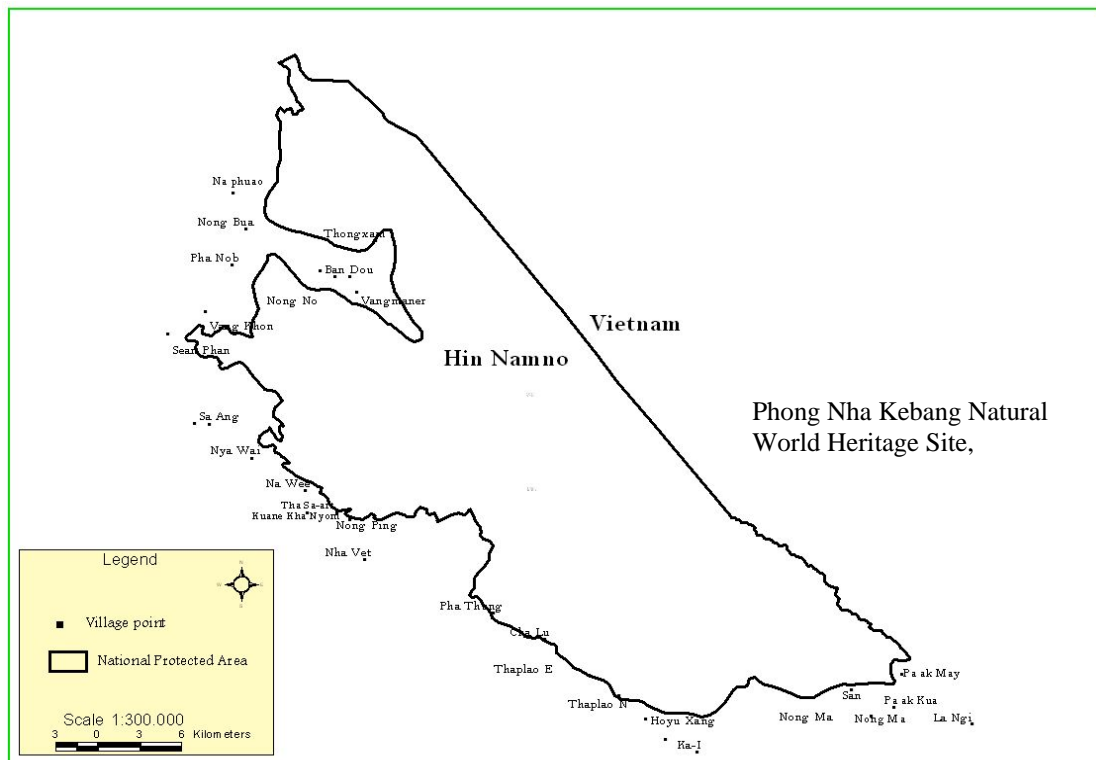 Na phuao
Nong Bua
Thongxam
Pha Nob
Ban Dou
Nong No
Vangmaner
Vang Khon
Vietnam
Sean Phan
Hin Namno
Phong Nha Kebang Natural
World Heritage Site,
Sa Ang
Nya Wai
Na Wee
Tha Sa-an
Kuane Kha Nyom
Nong Ping
Nha Vet
Pha Thung
Cha Lu
Thaplao E
Thaplao N
Pa ak May
San
Pa ak Kua
Nong Ma
Nong Ma
La Ngi
Hoyu Xang
Ka-I
Legend
Village point
National Protected Area
Scale 1:300.000
3 0 3 6 Kilometers